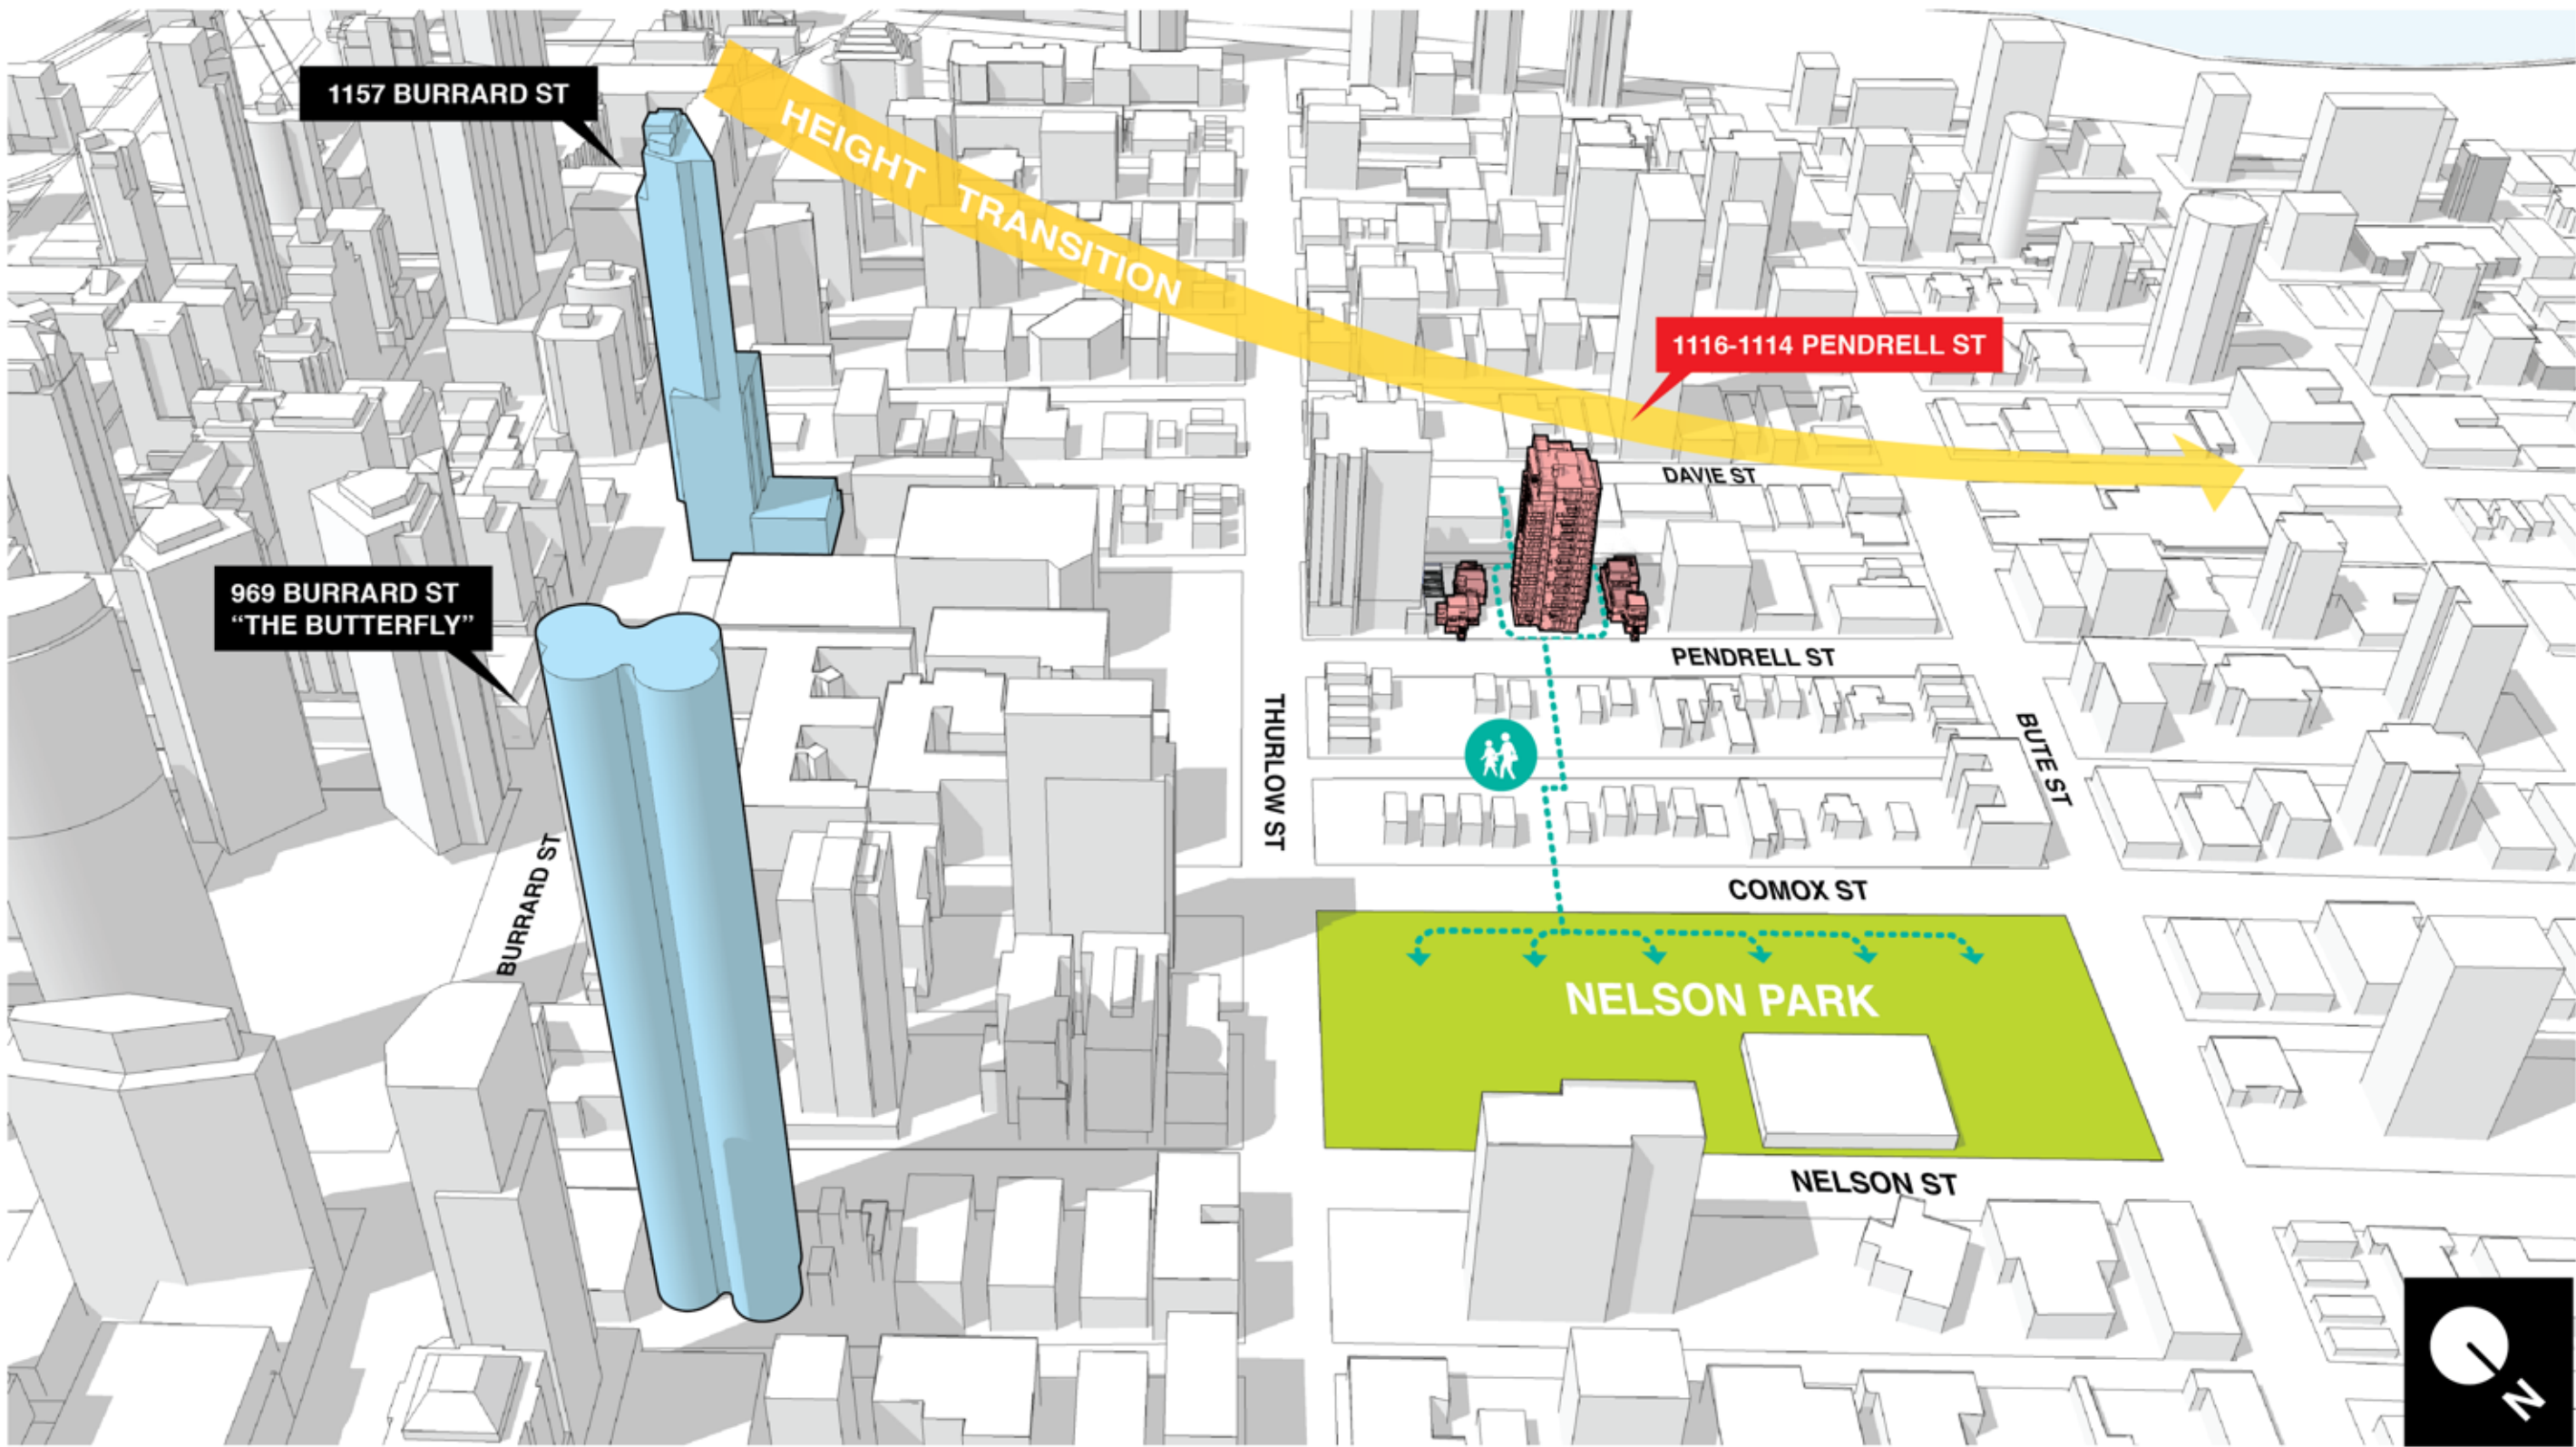 1157 BURRARD ST
HEIGHT TRANSITION
1116-1114 PENDRELL ST
DAVIE ST
969 BURRARD ST
“THE BUTTERFLY”
PENDRELL ST
THURLOW ST
BUTE ST
BURRARD ST
COMOX ST
NELSON PARK
NELSON ST
N